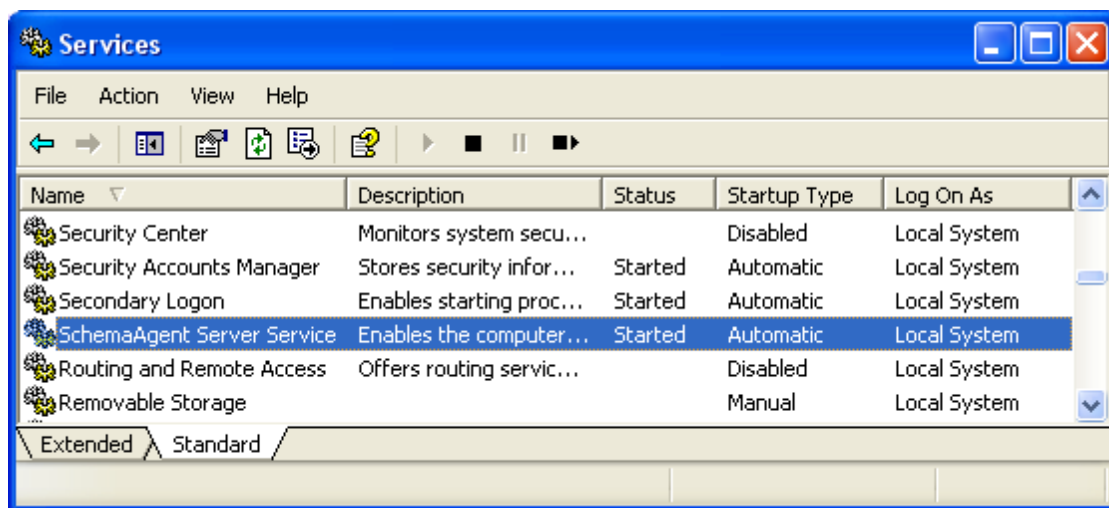 Services
File Action View Help
Name Description Status Startup Type Log On As
Security Center Monitors system secu... Disabled Local System
Security Accounts Manager Stores security infor... Started Automatic Local System
Secondary Logon Enables starting proc... Started Automatic Local System
SchemaAgent Server Service Enables the computer... Started Automatic Local System
Routing and Remote Access Offers routing servic... Disabled Local System
Removable Storage Manual Local System
Extended Standard